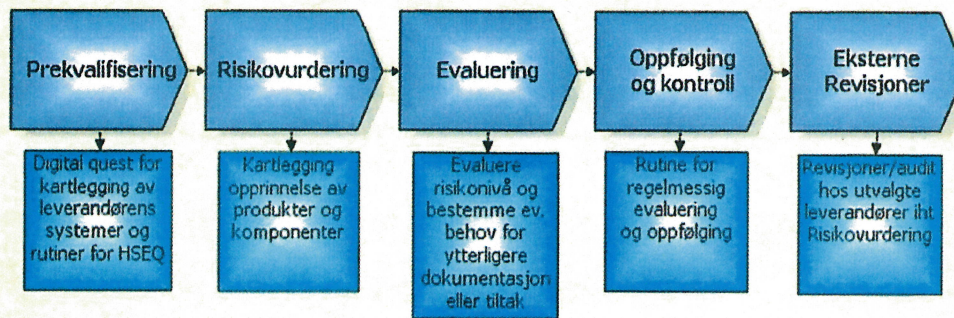 Prekvalifisering
Risikovurdering
Evaluering
Oppfølging
og kontroll
Eksterne
Revisjoner
Digital quest for
kartlegging av
leverandørens
systemer og
rutiner for HSEQ
Kartlegging
opprinnelse av
produkter og
komponenter
Evaluere
risikonivå og
bestemme ev.
behov for
ytterligere
dokumentasjon
eller tiltak
Rutine for
regelmessig
evaluering
og oppfølging
Revisjoner/audit
hos utvalgte
leverandører iht
Risikovurdering